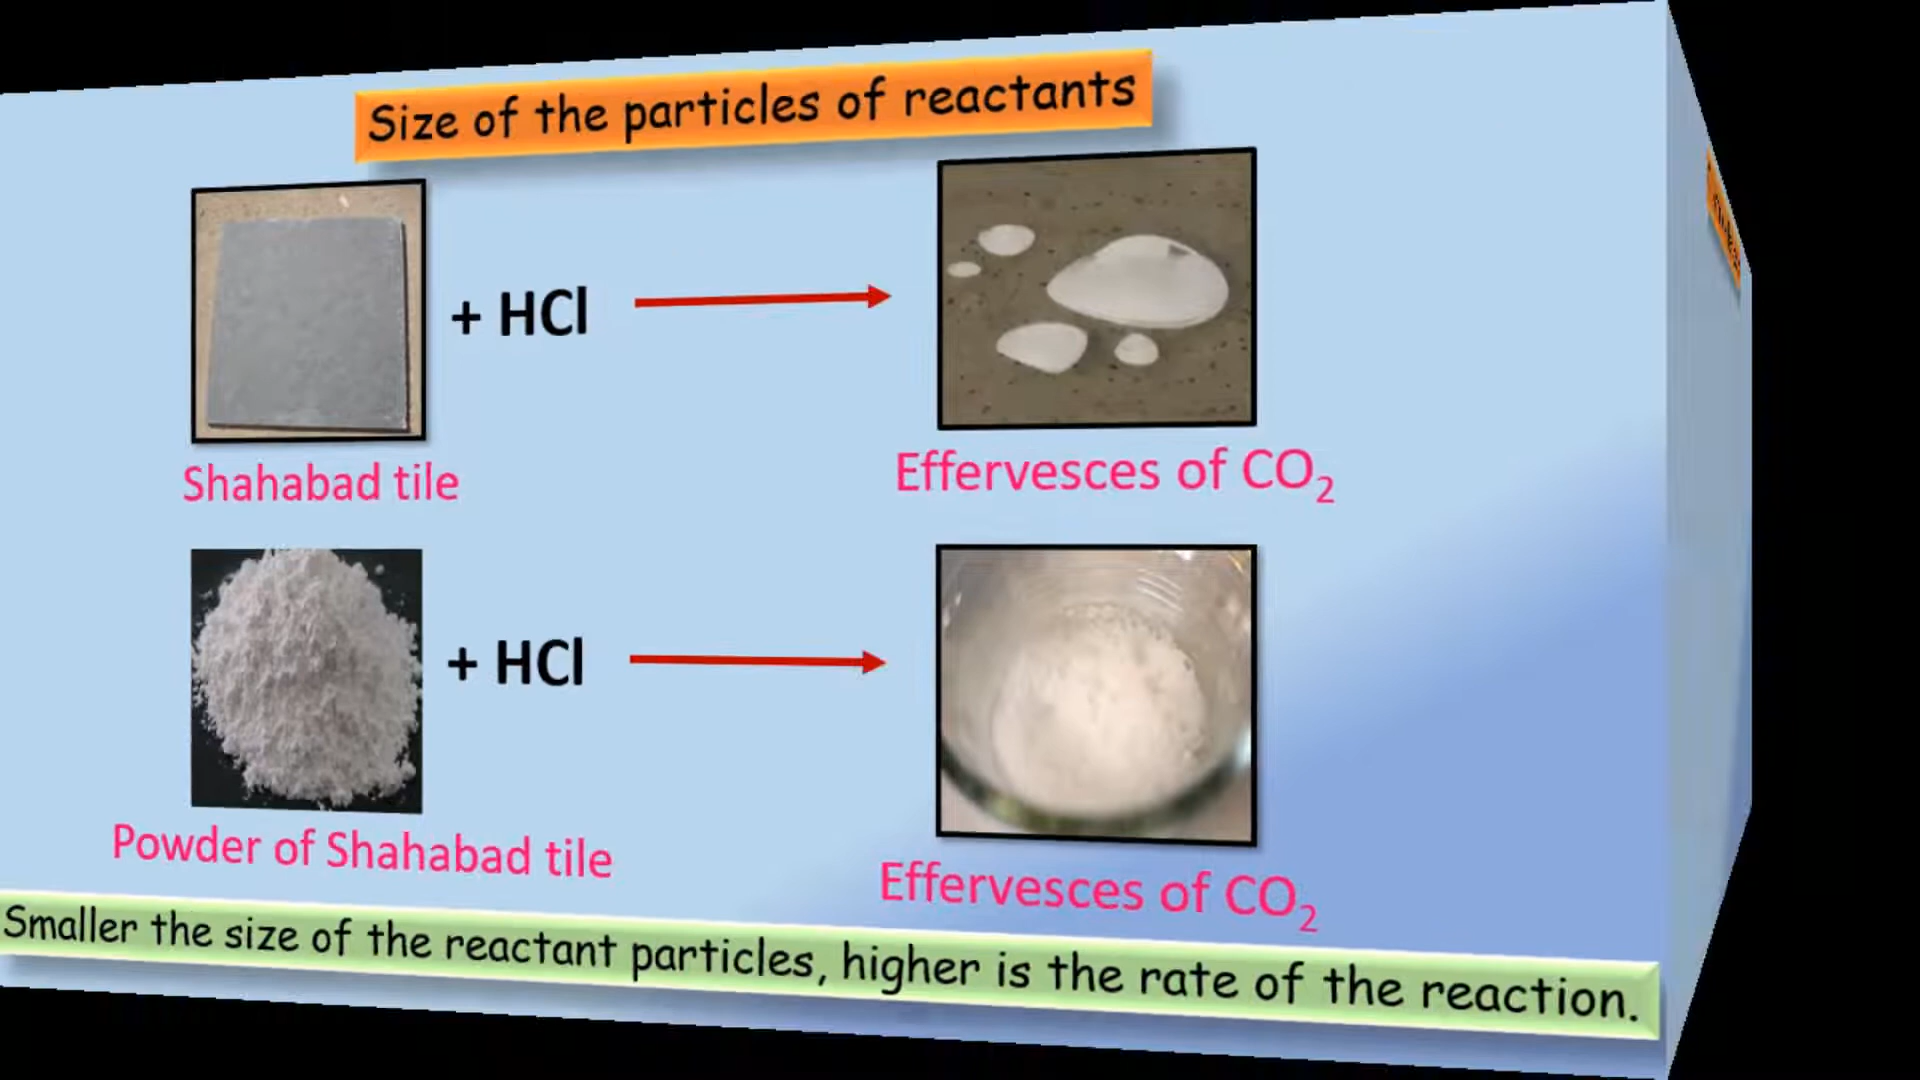 Size of the particles of reactants
+ HCl
Shahabad tile
Effervesces of CO₂
+ HCl
Powder of Shahabad tile
Effervesces of CO₂
Smaller the size of the reactant particles, higher is the rate of the reaction.